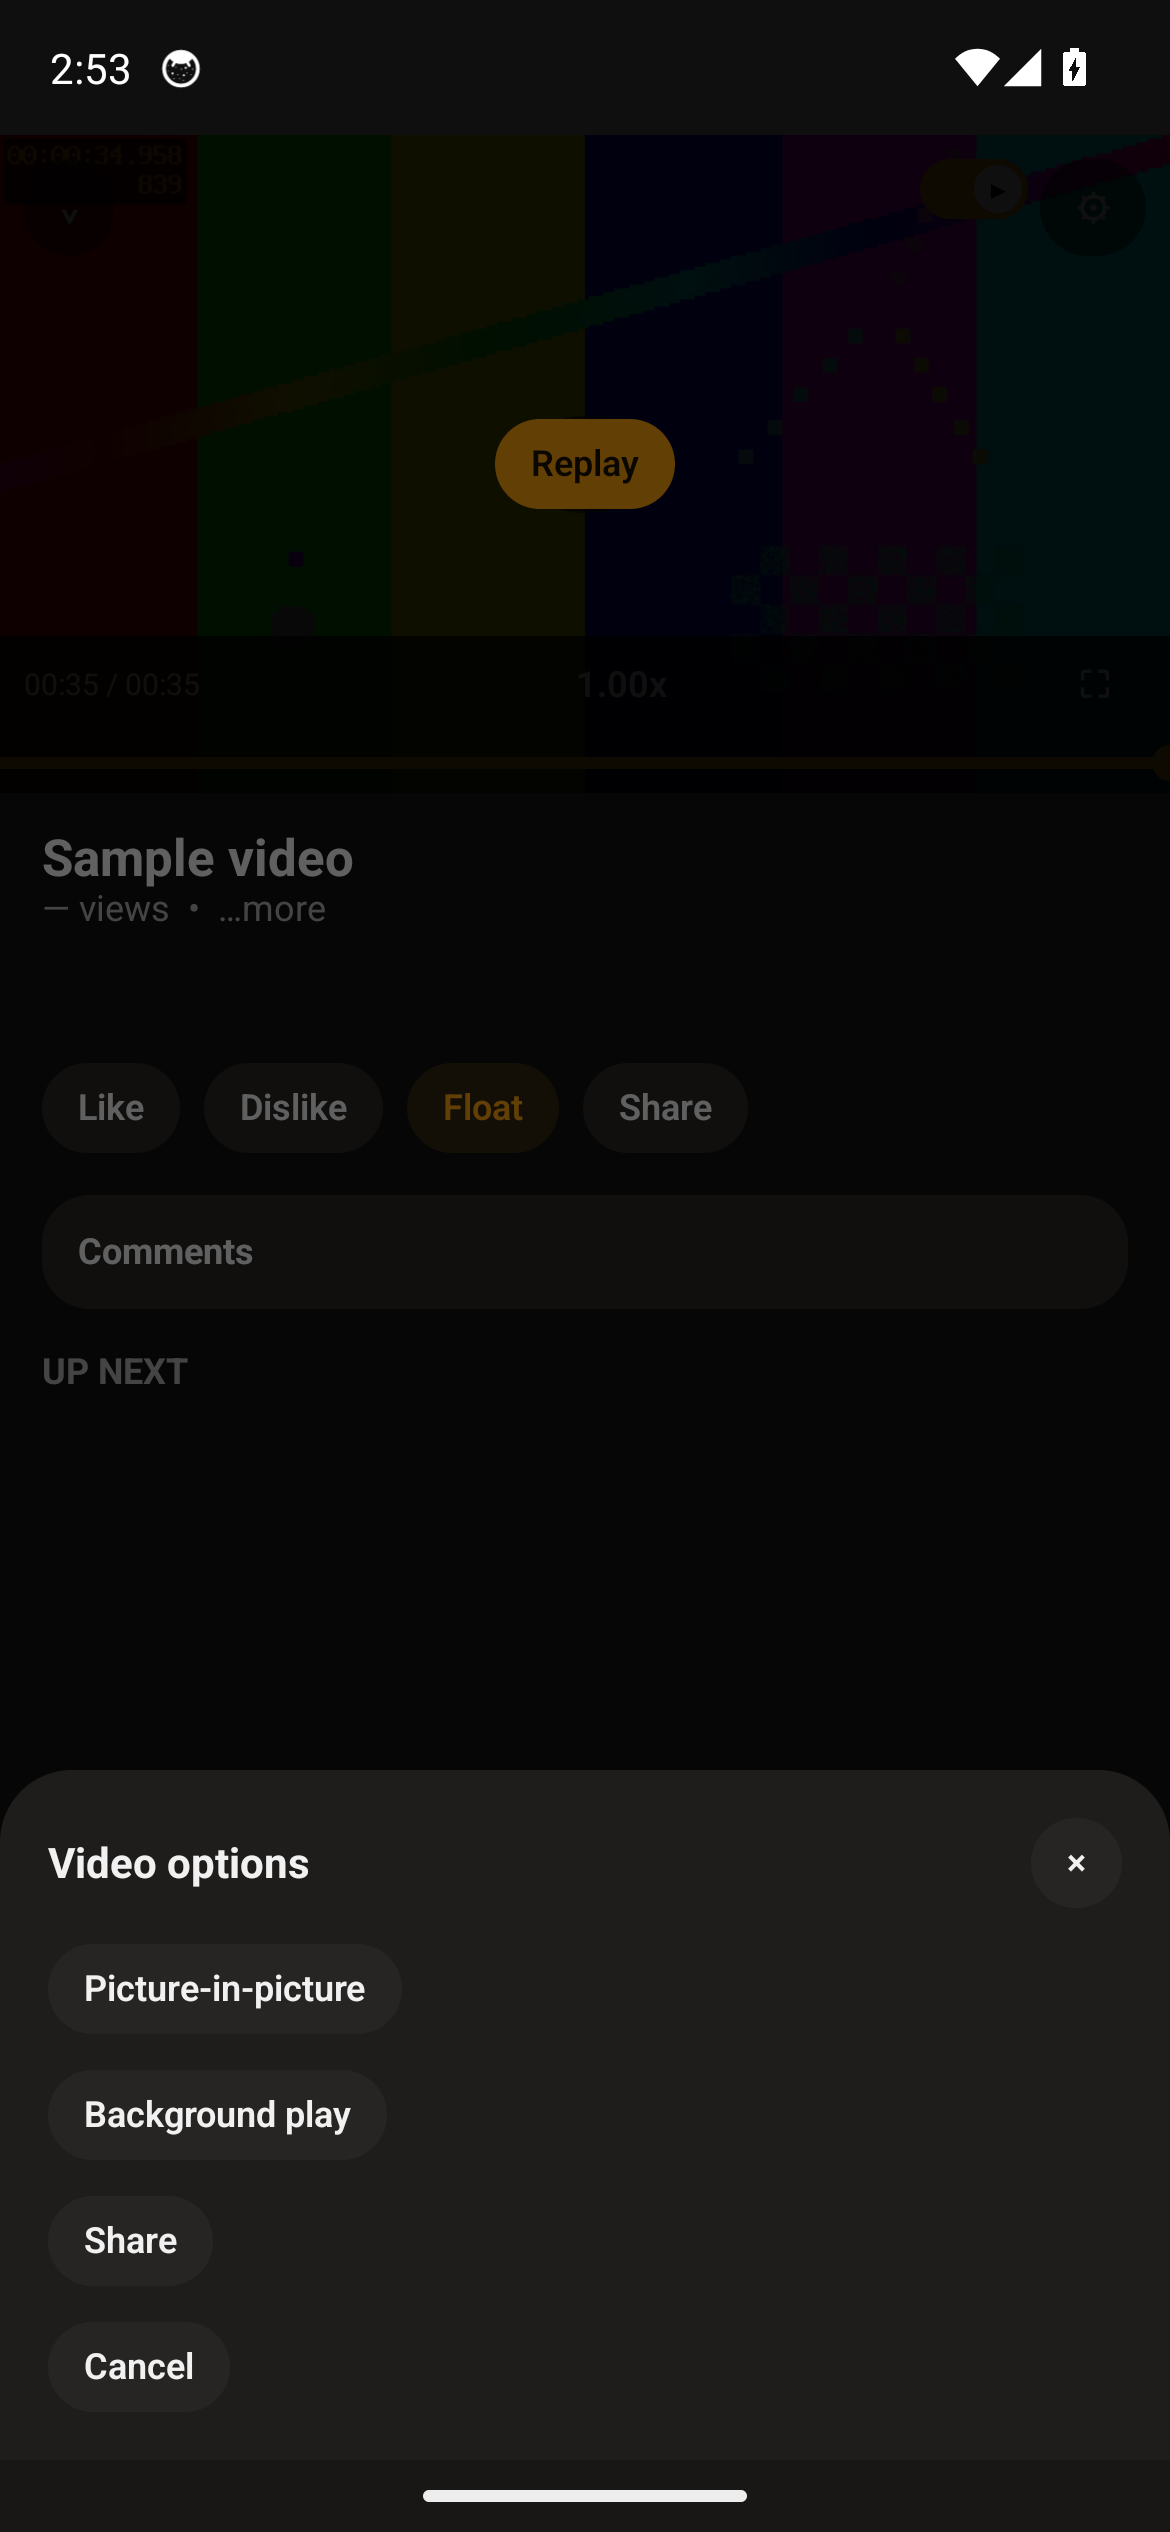 2:53
00:00:34.958
839
Replay
00:35 / 00:35
1.00x
Sample video
— views • …more
Like
Dislike
Float
Share
Comments
UP NEXT
Video options
×
Picture-in-picture
Background play
Share
Cancel